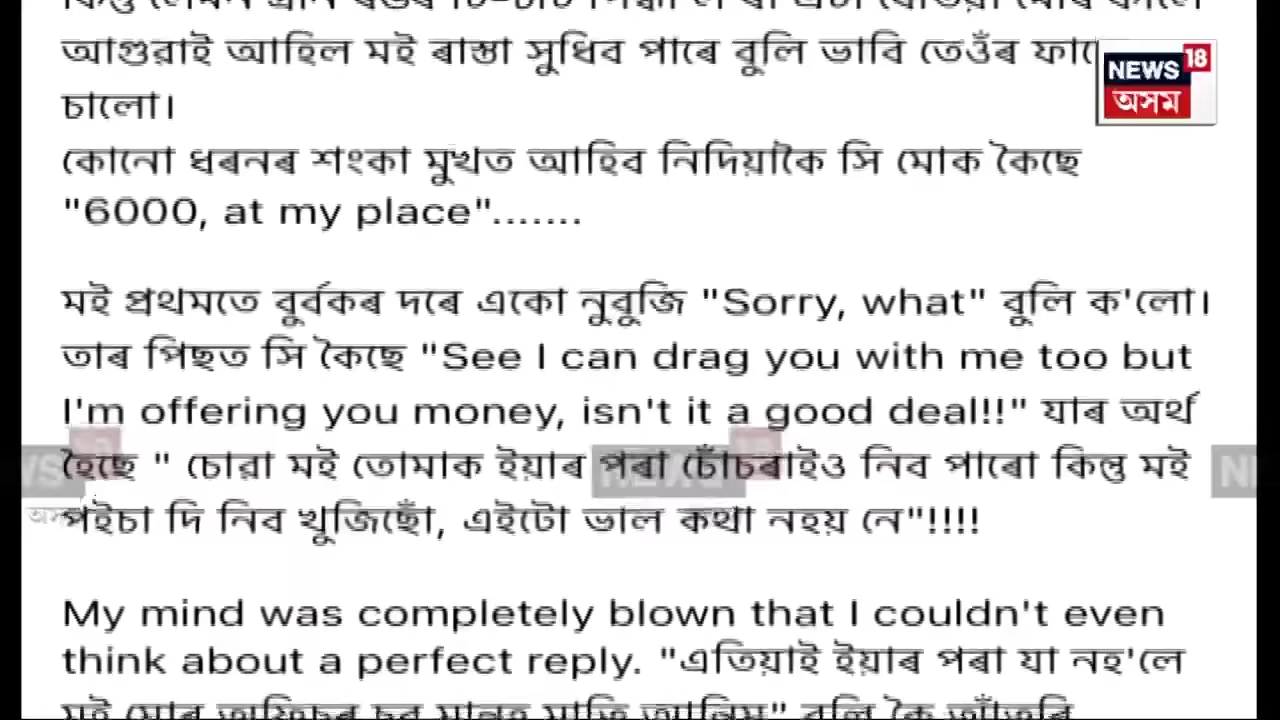 আগুৱাই আহিল মই ৰাস্তা সুধিব পাৰে বুলি ভাবি তেওঁৰ
চালো।
কোনো ধৰনৰ শংকা মুখত আহিব নিদিয়াকৈ সি মোক কৈছে
"6000, at my place".......
মই প্ৰথমতে বুৰ্বকৰ দৰে একো নুবুজি "Sorry, what" বুলি ক'লো।
তাৰ পিছত সি কৈছে "See I can drag you with me too but
I'm offering you money, isn't it a good deal!!" যাৰ অৰ্থ
হৈছে " চোৱা মই তোমাক ইয়াৰ পৰা চোঁচৰাইও নিব পাৰো কিন্তু মই
পইচা দি নিব খুজিছোঁ, এইটো ভাল কথা নহয় নে"!!!!
My mind was completely blown that I couldn't even
think about a perfect reply. "এতিয়াই ইয়াৰ পৰা যা নহ'লে
NEWS 18
অসম